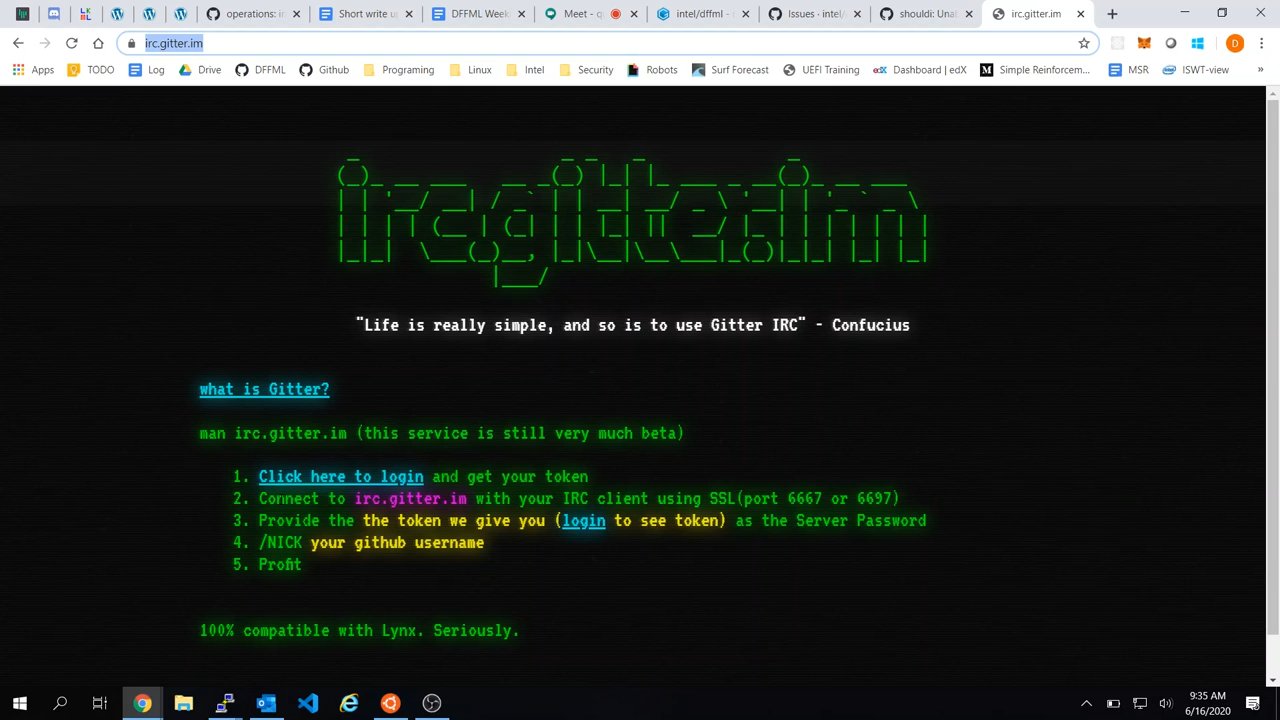 operations: in
Short write up
DFFML Week
Meet - q
intel/dffml -
Issues - intel/
shouldi: Unal
irc.gitter.im
irc.gitter.im
D
Apps
TODO
Log
Drive
DFFML
Github
Programming
Linux
Intel
Security
Robots
Surf Forecast
UEFI Training
edX
Dashboard | edX
M
Simple Reinforcem...
MSR
intel
ISWT-view
»
irc.gitter.im
"Life is really simple, and so is to use Gitter IRC" - Confucius
what is Gitter?
man irc.gitter.im (this service is still very much beta)
1. Click here to login and get your token
2. Connect to irc.gitter.im with your IRC client using SSL(port 6667 or 6697)
3. Provide the the token we give you (login to see token) as the Server Password
4. /NICK your github username
5. Profit
100% compatible with Lynx. Seriously.
9:35 AM
6/16/2020